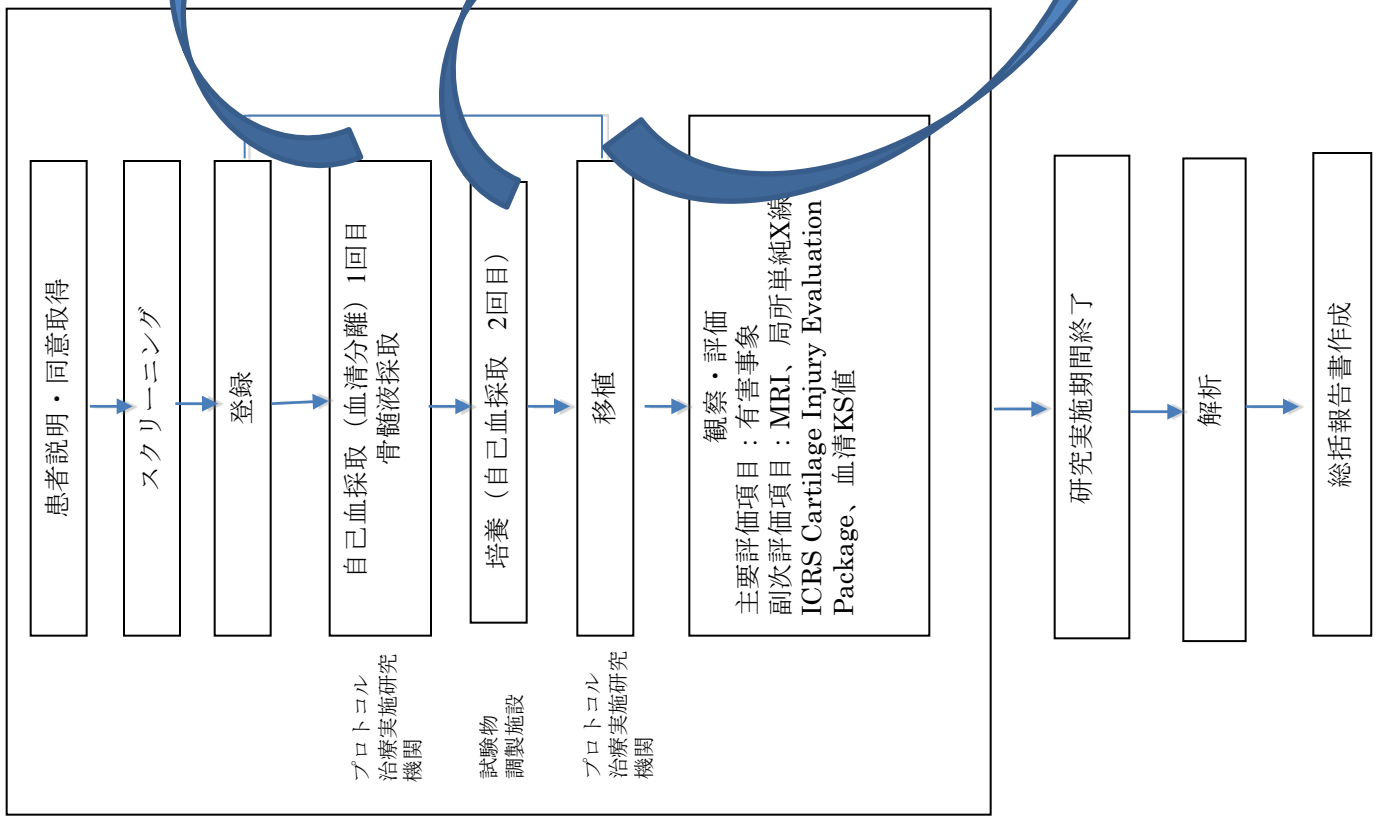 患者説明・同意取得
スクリーニング
登録
自己血採取（血清分離）1回目
骨髄液採取
プロトコル
治療実施研究
機関
培養（自己血採取　2回目）
試験物
調製施設
移植
プロトコル
治療実施研究
機関
観察・評価
主要評価項目：有害事象
副次評価項目：MRI、局所単純X線
ICRS Cartilage Injury Evaluation
Package、血清KS値
研究実施期間終了
解析
総括報告書作成